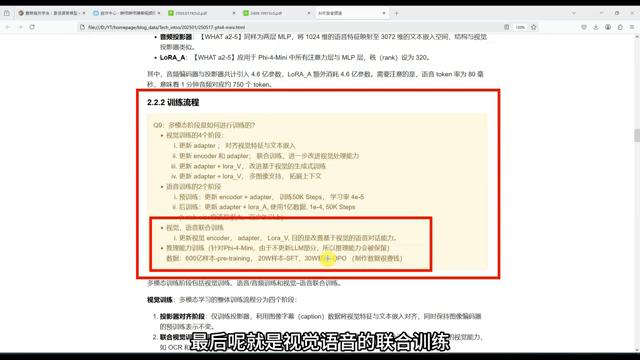 音频投影器：【WHAT a2-5】同样为两层 MLP，将 1024 维的语音特征映射到 3072 维的文本嵌入空间，结构与视觉投影器类似。
LoRA_A：【WHAT a2-5】应用于 Phi-4-Mini 中所有注意力层与 MLP 层，秩（rank）设为 320。
其中，音频编码器与投影器共计引入 4.6 亿参数，LoRA_A 额外消耗 4.6 亿参数。需要注意的是，语音 token 率为 80 毫秒，意味着 1 分钟音频对应约 750 个 token。
2.2.2 训练流程
Q9：多模态阶段是如何进行训练的？
视觉训练的4个阶段：
i. 更新 adapter；对齐视觉特征与文本嵌入
ii. 更新 encoder 和 adapter；联合训练，进一步改进视觉处理能力
iii. 更新 adapter + lora_V，改进基于视觉的生成式训练
iv. 更新 adapter + lora_V，多图像支持，拓展上下文
语音训练的2个阶段
i. 预训练：更新 encoder + adapter，训练50K Steps，学习率 4e-5
ii. 后训练：更新 adapter + lora_A, 使用1亿数据, 1e-4, 50K Steps
视觉、语音联合训练
i. 更新视觉 encoder，adapter，Lora_V, 目的是改善基于视觉的语音对话能力。
推理能力训练（针对Phi-4-Mini，由于不更新LLM部分，所以推理能力会被保留）
数据：600亿样本-pre-training，20W样本-SFT，30W样本-DPO （制作数据很费钱）
多模态训练阶段包括视觉训练、语音/音频训练和视觉-语音联合训练。
视觉训练：多模态学习的整体训练流程分为四个阶段：
1. 投影器对齐阶段：仅训练投影器，利用图像字幕（caption）数据将视觉特征与文本嵌入对齐，同时保持图像编码器的预训练表示不变。
最后呢就是视觉语音的联合训练